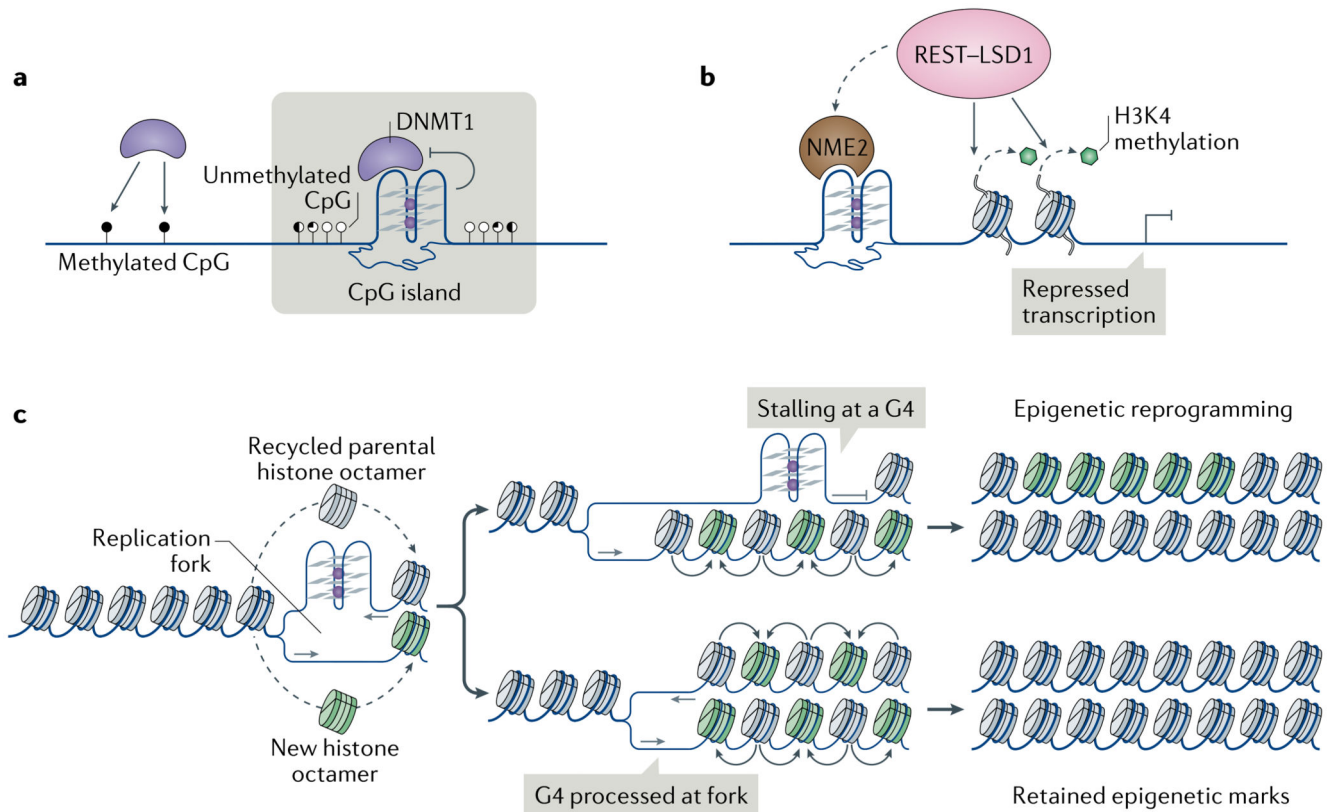 a
DNMT1
Unmethylated
CpG
Methylated CpG
CpG island
b
REST–LSD1
NME2
H3K4
methylation
Repressed
transcription
c
Recycled parental
histone octamer
Replication
fork
New histone
octamer
Stalling at a G4
Epigenetic reprogramming
G4 processed at fork
Retained epigenetic marks